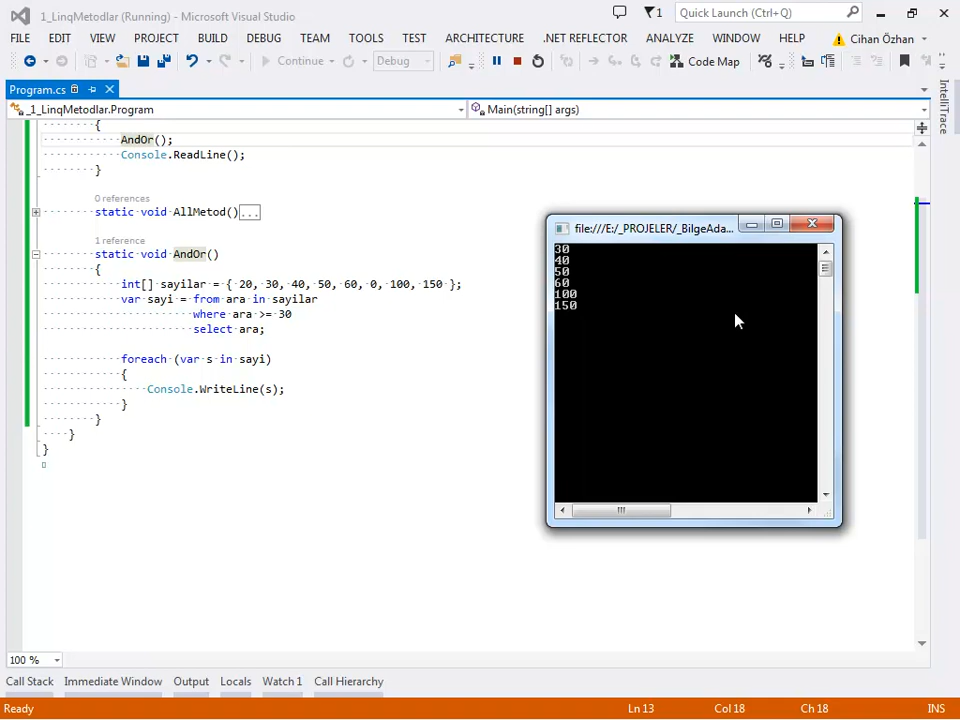 1_LinqMetodlar (Running) - Microsoft Visual Studio
1
Quick Launch (Ctrl+Q)
FILE EDIT VIEW PROJECT BUILD DEBUG TEAM TOOLS TEST ARCHITECTURE .NET REFLECTOR ANALYZE WINDOW HELP Cihan Özhan
Continue Debug Code Map
Program.cs
IntelliTrace
_1_LinqMetodlar.Program Main(string[] args)
{
AndOr();
Console.ReadLine();
}
0 references
static void AllMetod()...
1 reference
static void AndOr()
{
int[] sayilar = { 20, 30, 40, 50, 60, 0, 100, 150 };
var sayi = from ara in sayilar
where ara >= 30
select ara;
foreach (var s in sayi)
{
Console.WriteLine(s);
}
}
}
}
file:///E:/_PROJELER/_BilgeAda...
30
40
50
60
100
150
100 %
Call Stack Immediate Window Output Locals Watch 1 Call Hierarchy
Ready Ln 13 Col 18 Ch 18 INS